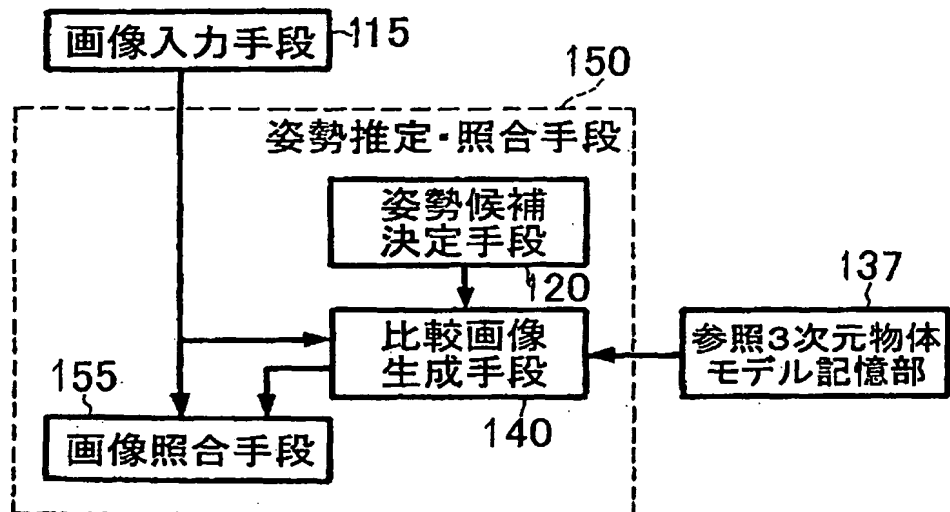 画像入力手段
115
150
姿勢推定・照合手段
姿勢候補
決定手段
120
137
比較画像
生成手段
140
参照3次元物体
モデル記憶部
155
画像照合手段